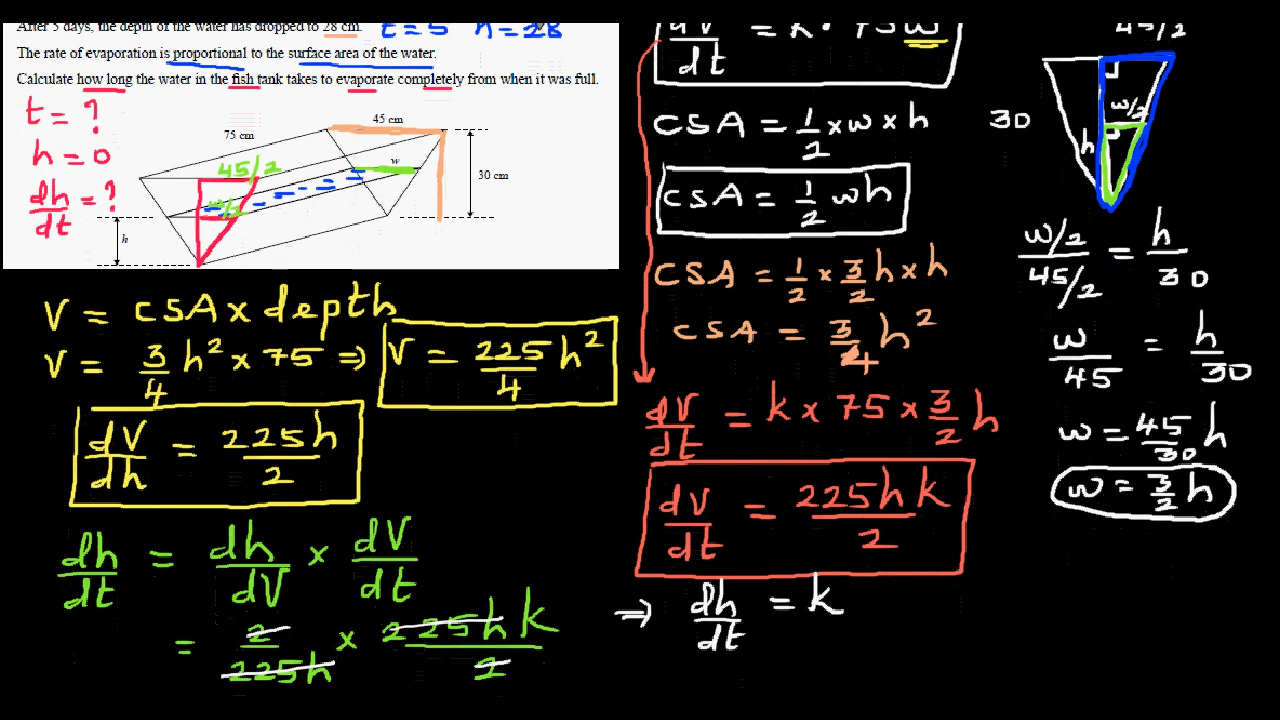 After 5 days, the depth of the water has dropped to 28 cm. t = 5 h = 28
The rate of evaporation is proportional to the surface area of the water.
Calculate how long the water in the fish tank takes to evaporate completely from when it was full.
t = ?
h = 0
dh/dt = ?
75 cm
45 cm
45/2
w
w/2
30 cm
h
V = CSA x depth
V = 3/4 h² x 75 ⇒ V = 225/4 h²
dV/dh = 225h/2
dh/dt = dh/dV x dV/dt
= 2/225h x 225hk/2
dV/dt = k · 75w
CSA = 1/2 x w x h
CSA = 1/2 wh
CSA = 1/2 x 3/2 h x h
CSA = 3/4 h²
dV/dt = k x 75 x 3/2 h
dV/dt = 225hk/2
⇒ dh/dt = k
45/2
30
w/2
h
w/2 / 45/2 = h/30
w/45 = h/30
w = 45/30 h
w = 3/2 h